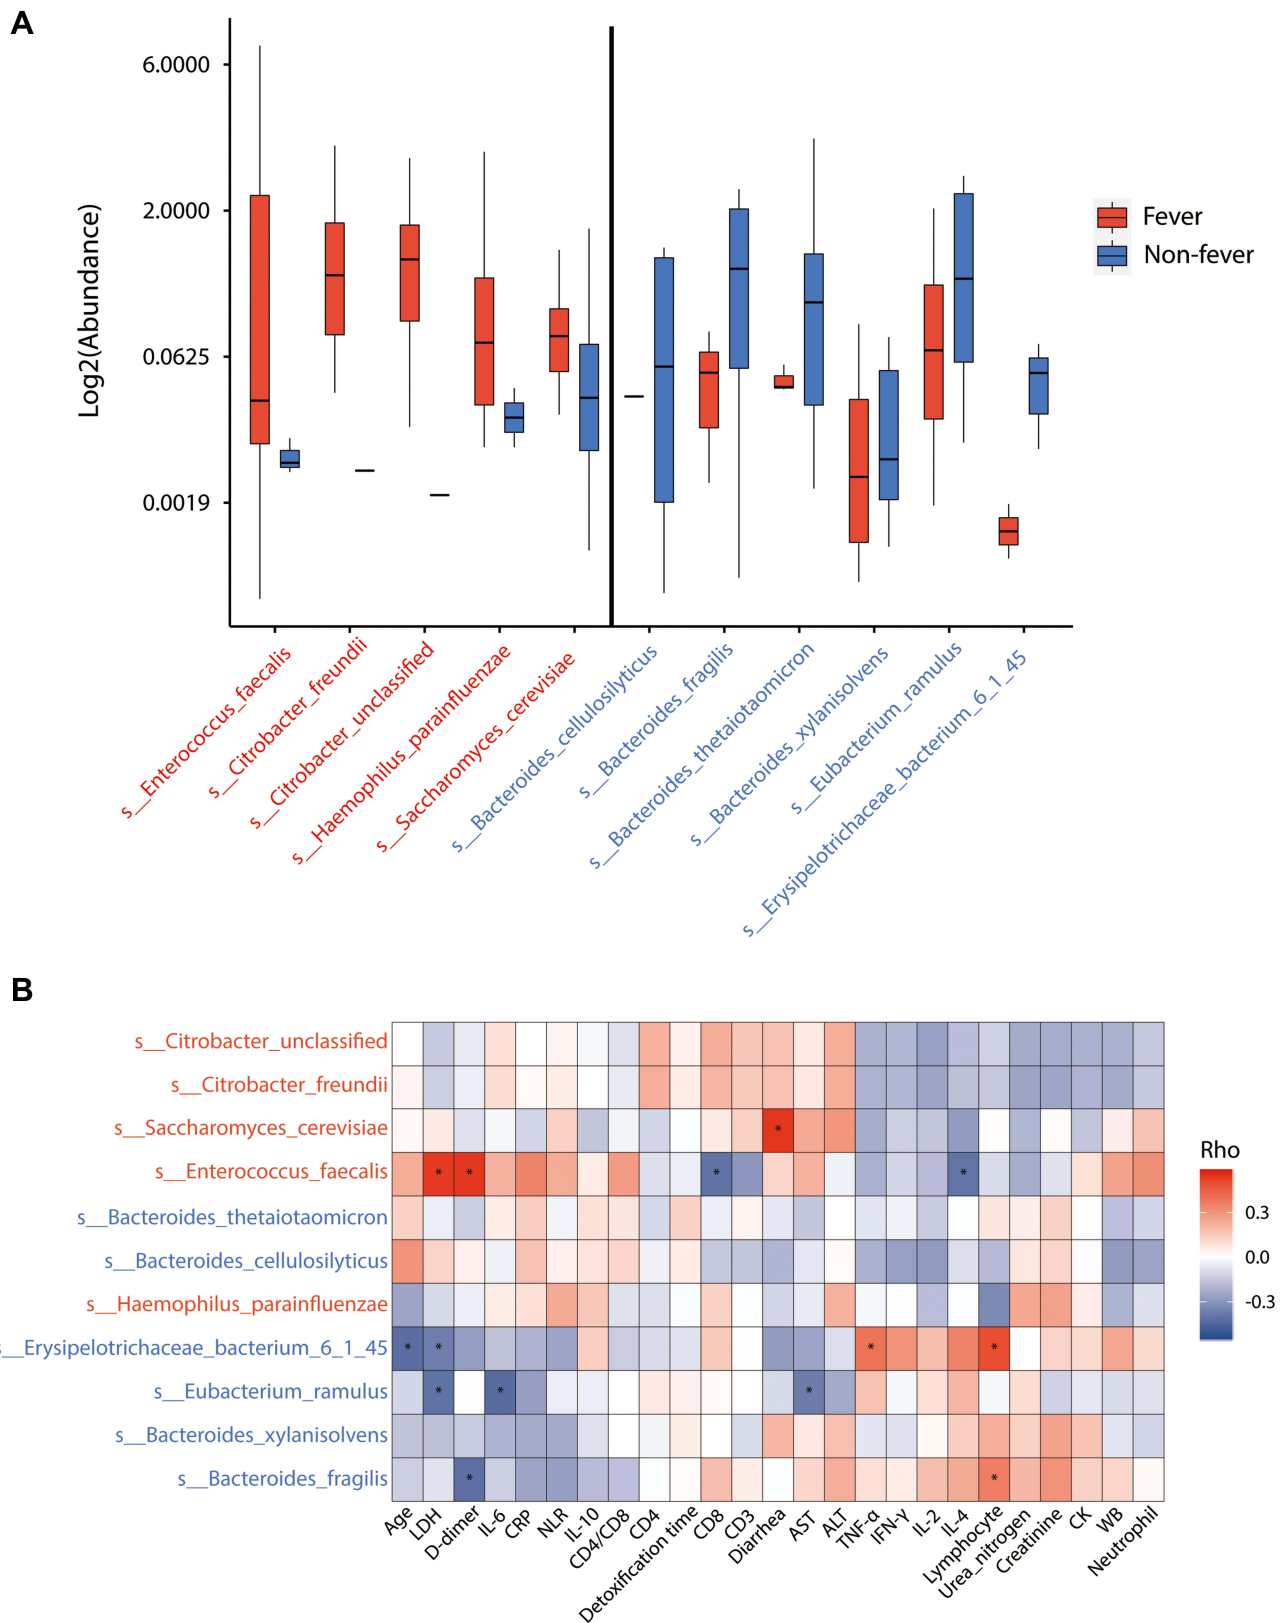 A
6.0000
2.0000
0.0625
0.0019
Log2(Abundance)
Fever
Non-fever
s__Enterococcus_faecalis
s__Citrobacter_freundii
s__Citrobacter_unclassified
s__Haemophilus_parainfluenzae
s__Saccharomyces_cerevisiae
s__Bacteroides_cellulosilyticus
s__Bacteroides_fragilis
s__Bacteroides_thetaiotaomicron
s__Bacteroides_xylanisolvens
s__Eubacterium_ramulus
s__Erysipelotrichaceae_bacterium_6_1_45
B
s__Citrobacter_unclassified
s__Citrobacter_freundii
s__Saccharomyces_cerevisiae
* 
s__Enterococcus_faecalis
* * * *
s__Bacteroides_thetaiotaomicron
s__Bacteroides_cellulosilyticus
s__Haemophilus_parainfluenzae
s__Erysipelotrichaceae_bacterium_6_1_45
* * * *
s__Eubacterium_ramulus
* * *
s__Bacteroides_xylanisolvens
s__Bacteroides_fragilis
* *
Rho
0.3
0.0
-0.3
Age
LDH
D-dimer
IL-6
CRP
NLR
IL-10
CD4/CD8
CD4
Detoxification time
CD8
CD3
Diarrhea
AST
ALT
TNF-α
IFN-γ
IL-2
IL-4
Lymphocyte
Urea_nitrogen
Creatinine
CK
WB
Neutrophil